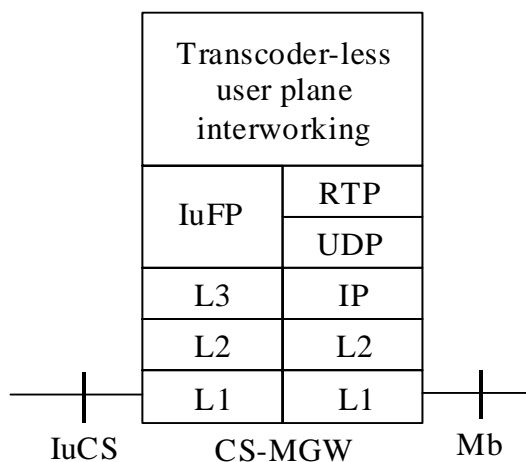 Transcoder-less
user plane
interworking
IuFP
RTP
UDP
L3 IP
L2 L2
L1 L1
IuCS CS-MGW Mb